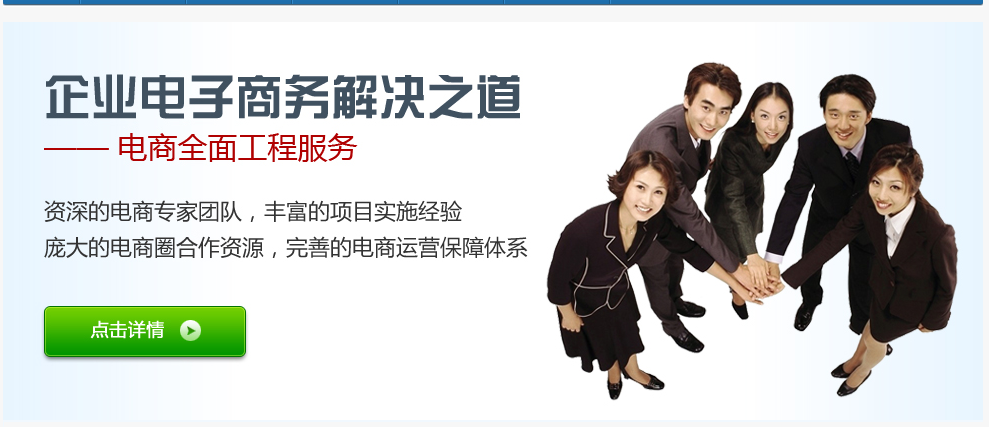 企业电子商务解决之道
—— 电商全面工程服务
资深的电商专家团队，丰富的项目实施经验
庞大的电商圈合作资源，完善的电商运营保障体系
点击详情